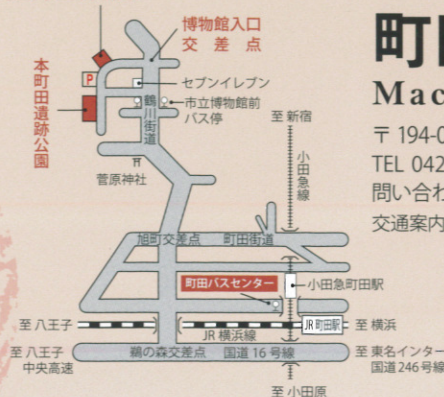 博物館入口
交差点
本町田遺跡公園
P
セブンイレブン
市立博物館前
バス停
鶴川街道
菅原神社
至 新宿
小田急線
旭町交差点
町田街道
町田バスセンター
小田急町田駅
至 八王子
JR 横浜線
JR 町田駅
至 横浜
至 八王子
中央高速
鵜の森交差点
国道 16 号線
至 東名インター
国道 246 号線
至 小田原
町
Mac
〒 194-0
TEL 042
問い合わ
交通案内